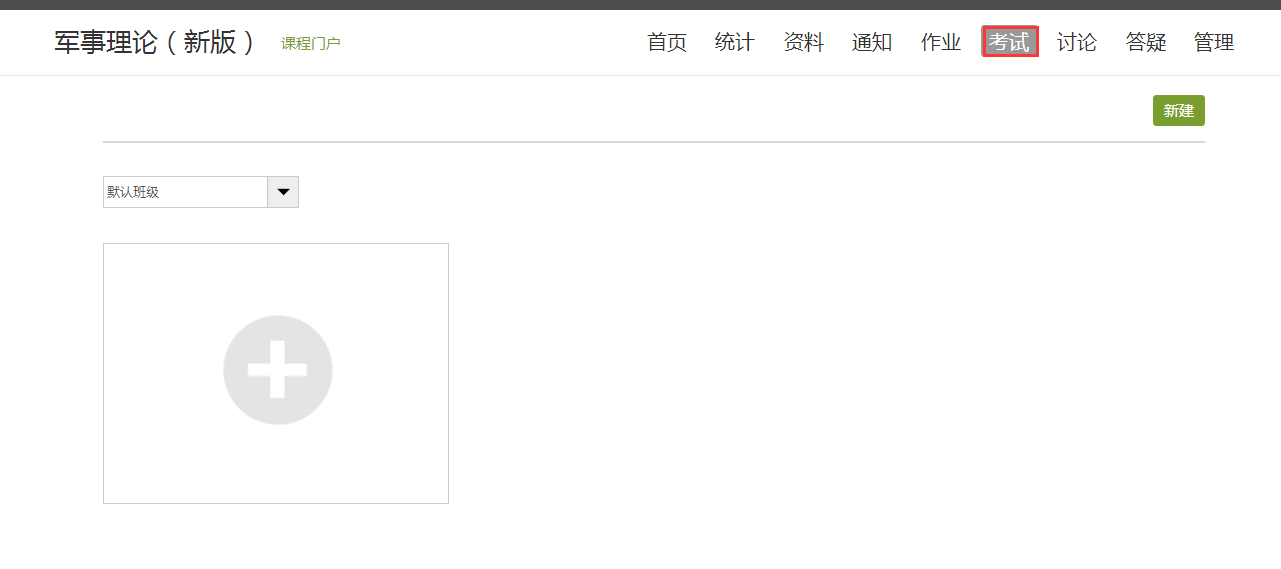 军事理论（新版） 课程门户 首页 统计 资料 通知 作业 考试 讨论 答疑 管理
新建
默认班级